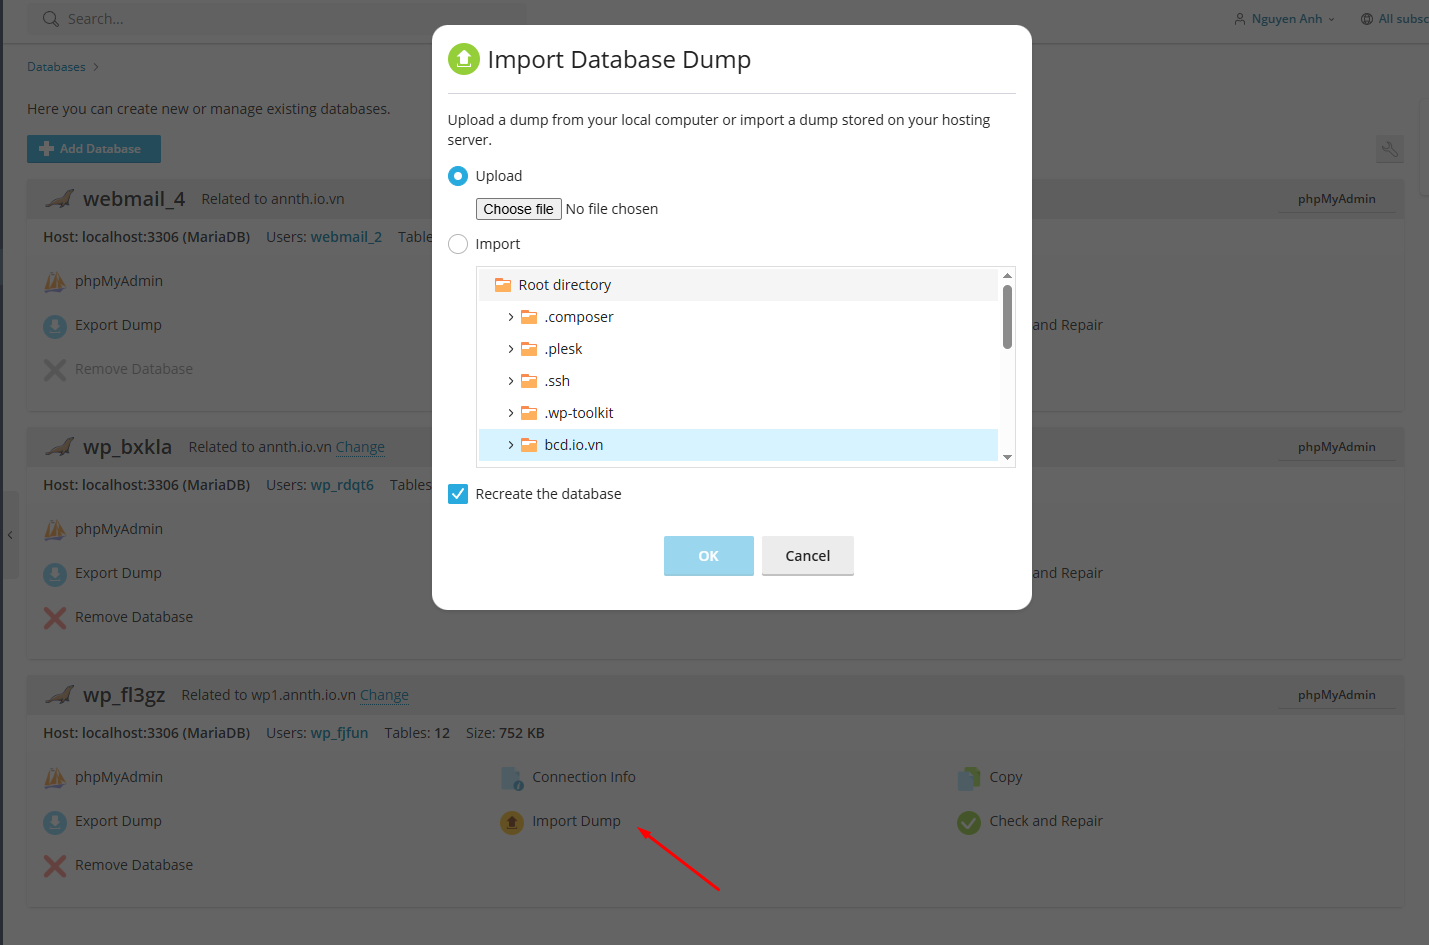 Search...
Nguyen Anh
All subsc
Databases
Here you can create new or manage existing databases.
Add Database
Import Database Dump
Upload a dump from your local computer or import a dump stored on your hosting
server.
Upload
Choose file No file chosen
Import
Root directory
.composer
.plesk
.ssh
.wp-toolkit
bcd.io.vn
Recreate the database
OK Cancel
webmail_4 Related to annth.io.vn phpMyAdmin
Host: localhost:3306 (MariaDB) Users: webmail_2 Table
phpMyAdmin
Export Dump and Repair
Remove Database
wp_bxkla Related to annth.io.vn Change phpMyAdmin
Host: localhost:3306 (MariaDB) Users: wp_rdqt6 Tables
phpMyAdmin
Export Dump and Repair
Remove Database
wp_fl3gz Related to wp1.annth.io.vn Change phpMyAdmin
Host: localhost:3306 (MariaDB) Users: wp_fjfun Tables: 12 Size: 752 KB
phpMyAdmin Connection Info Copy
Export Dump Import Dump Check and Repair
Remove Database